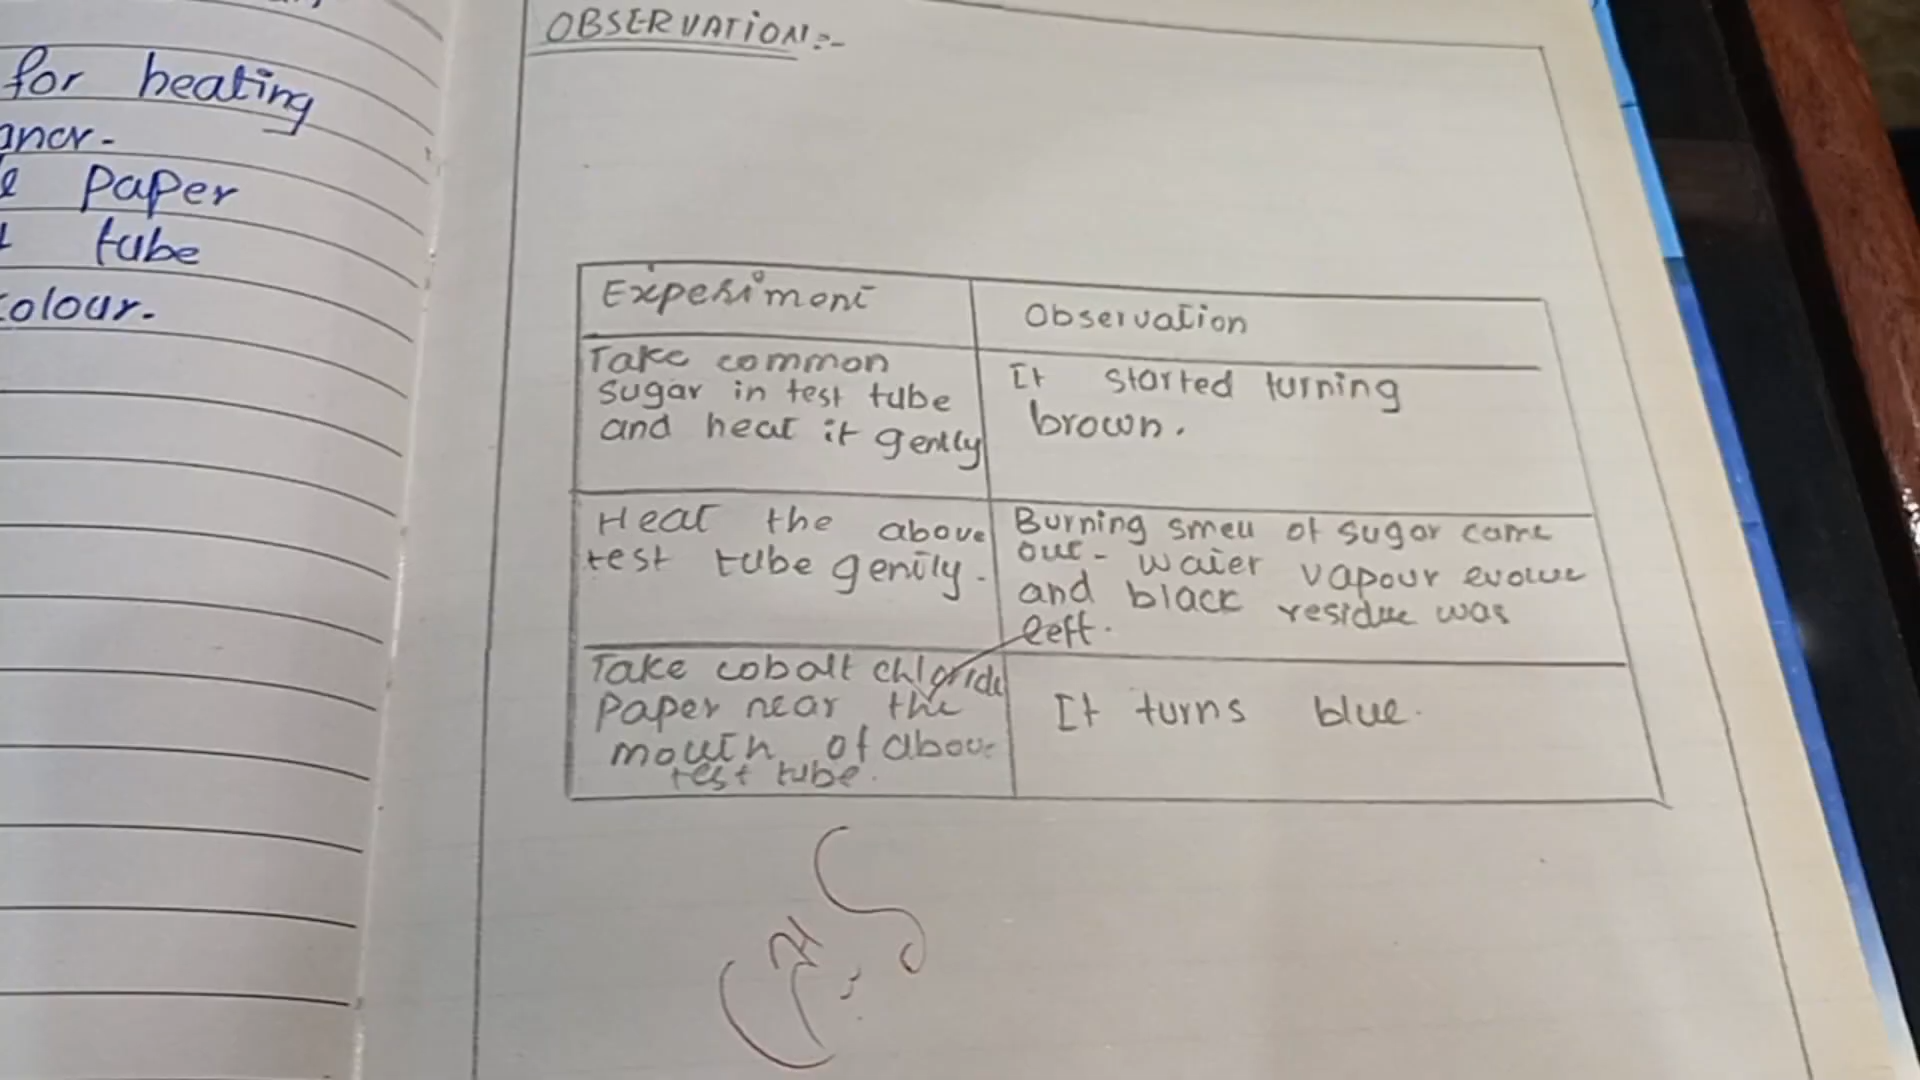 for heating
paper
tube
colour.
OBSERVATION:-
Experiment
Observation
Take common
sugar in test tube
and heat it gently
It started turning
brown.
Heat the above
test tube gently.
Burning smell of sugar came
out - water vapour evolve
and black residue was
left.
Take cobalt chloride
paper near the
mouth of above
test tube.
It turns blue.